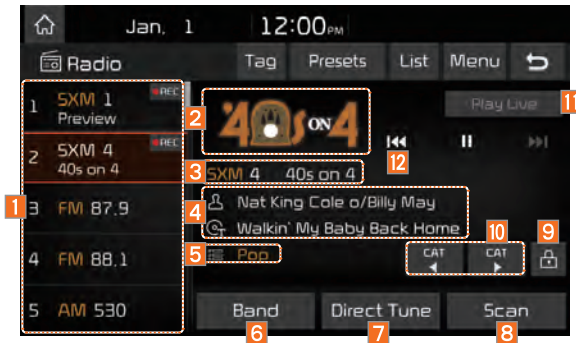 Jan. 1 12:00 PM
Radio Tag Presets List Menu
1 SXM 1 REC
Preview
2 SXM 4 REC
40s on 4
3 FM 87.9
4 FM 88.1
5 AM 530
1
2
'40s ON 4
3
SXM 4 40s on 4
4
Nat King Cole o/Billy May
Walkin' My Baby Back Home
5
Pop
Play Live
11
12
10
CAT CAT
9
Band Direct Tune Scan
6 7 8